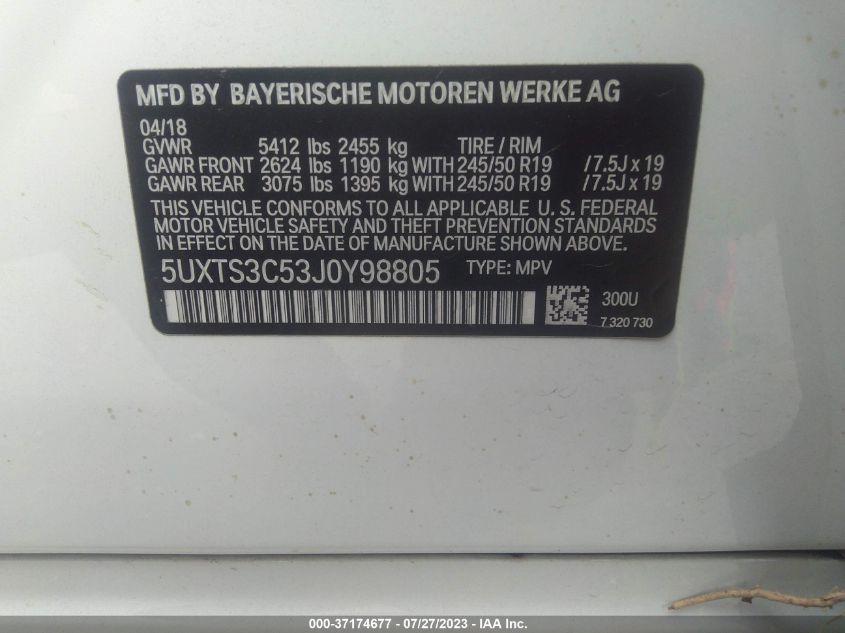 MFD BY BAYERISCHE MOTOREN WERKE AG
04/18
GVWR 5412 lbs 2455 kg TIRE / RIM
GAWR FRONT 2624 lbs 1190 kg WITH 245/50 R19 /7.5J x 19
GAWR REAR 3075 lbs 1395 kg WITH 245/50 R19 /7.5J x 19
THIS VEHICLE CONFORMS TO ALL APPLICABLE U. S. FEDERAL
MOTOR VEHICLE SAFETY AND THEFT PREVENTION STANDARDS
IN EFFECT ON THE DATE OF MANUFACTURE SHOWN ABOVE.
5UXTS3C53J0Y98805 TYPE: MPV
300U
7 320 730
000-37174677 - 07/27/2023 - IAA Inc.